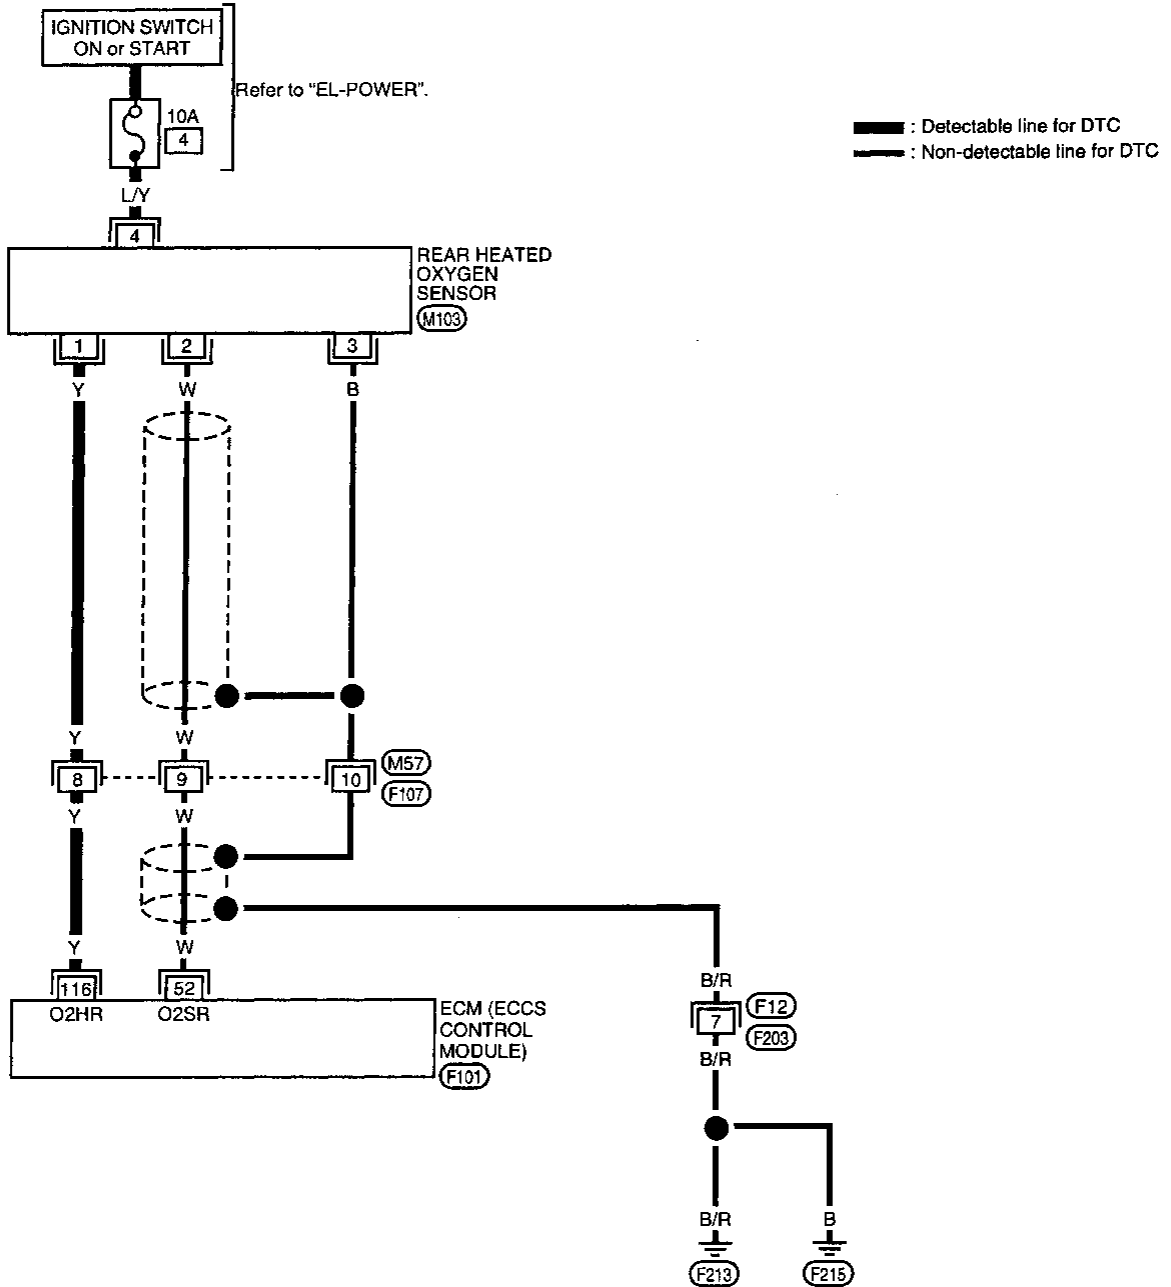 IGNITION SWITCH
ON or START
Refer to “EL-POWER”.
10A
4
: Detectable line for DTC
: Non-detectable line for DTC
L/Y
4
REAR HEATED
OXYGEN
SENSOR
M103
1
2
3
Y
W
B
Y
W
8
9
10
M57
F107
Y
W
Y
W
116
52
O2HR
O2SR
ECM (ECCS
CONTROL
MODULE)
F101
B/R
7
F12
F203
B/R
B/R
B
F213
F215